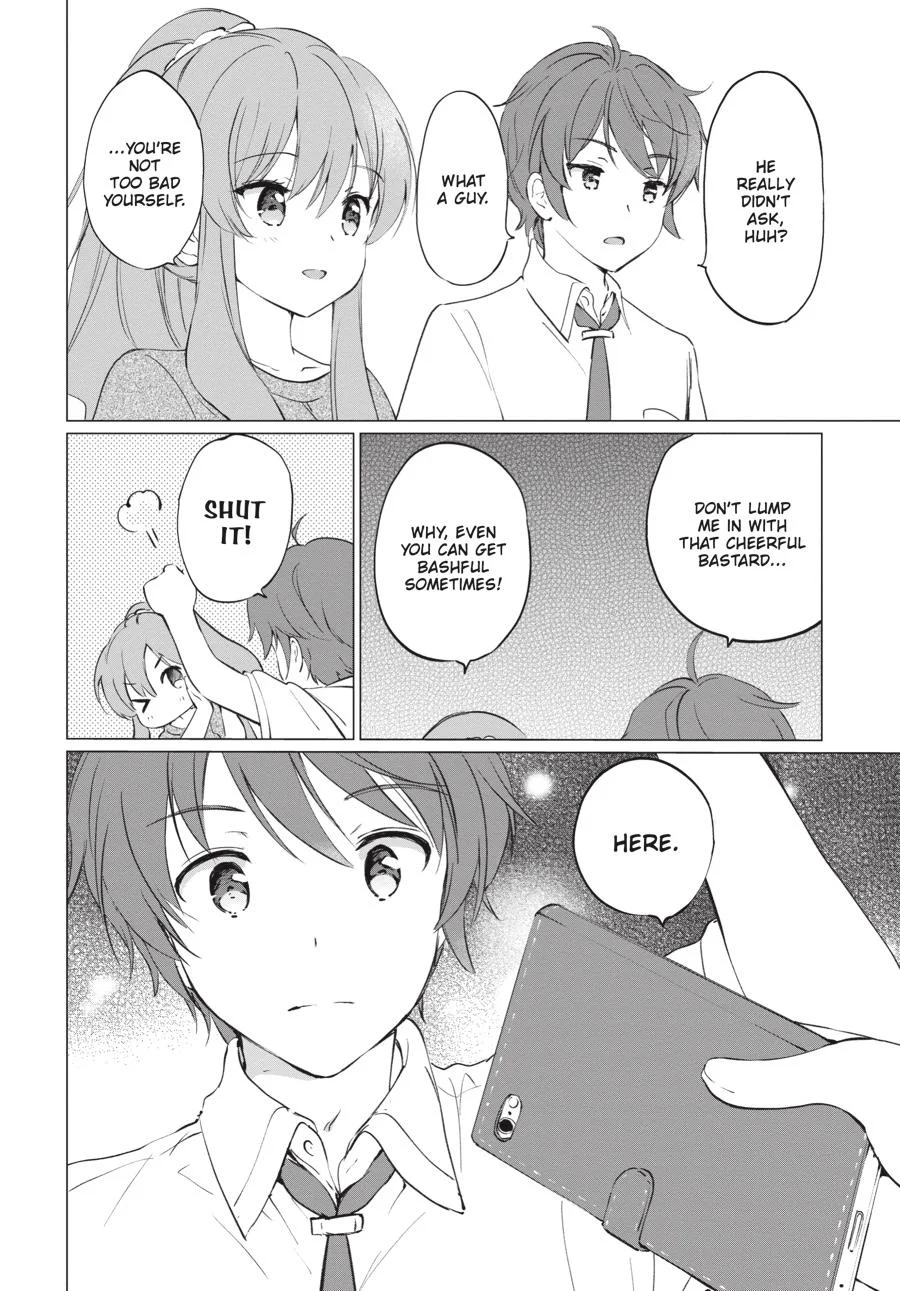 HE
REALLY
DIDN'T
ASK,
HUH?
WHAT
A GUY.
...YOU'RE
NOT
TOO BAD
YOURSELF.
DON'T LUMP
ME IN WITH
THAT CHEERFUL
BASTARD...
WHY, EVEN
YOU CAN GET
BASHFUL
SOMETIMES!
SHUT
IT!
HERE.